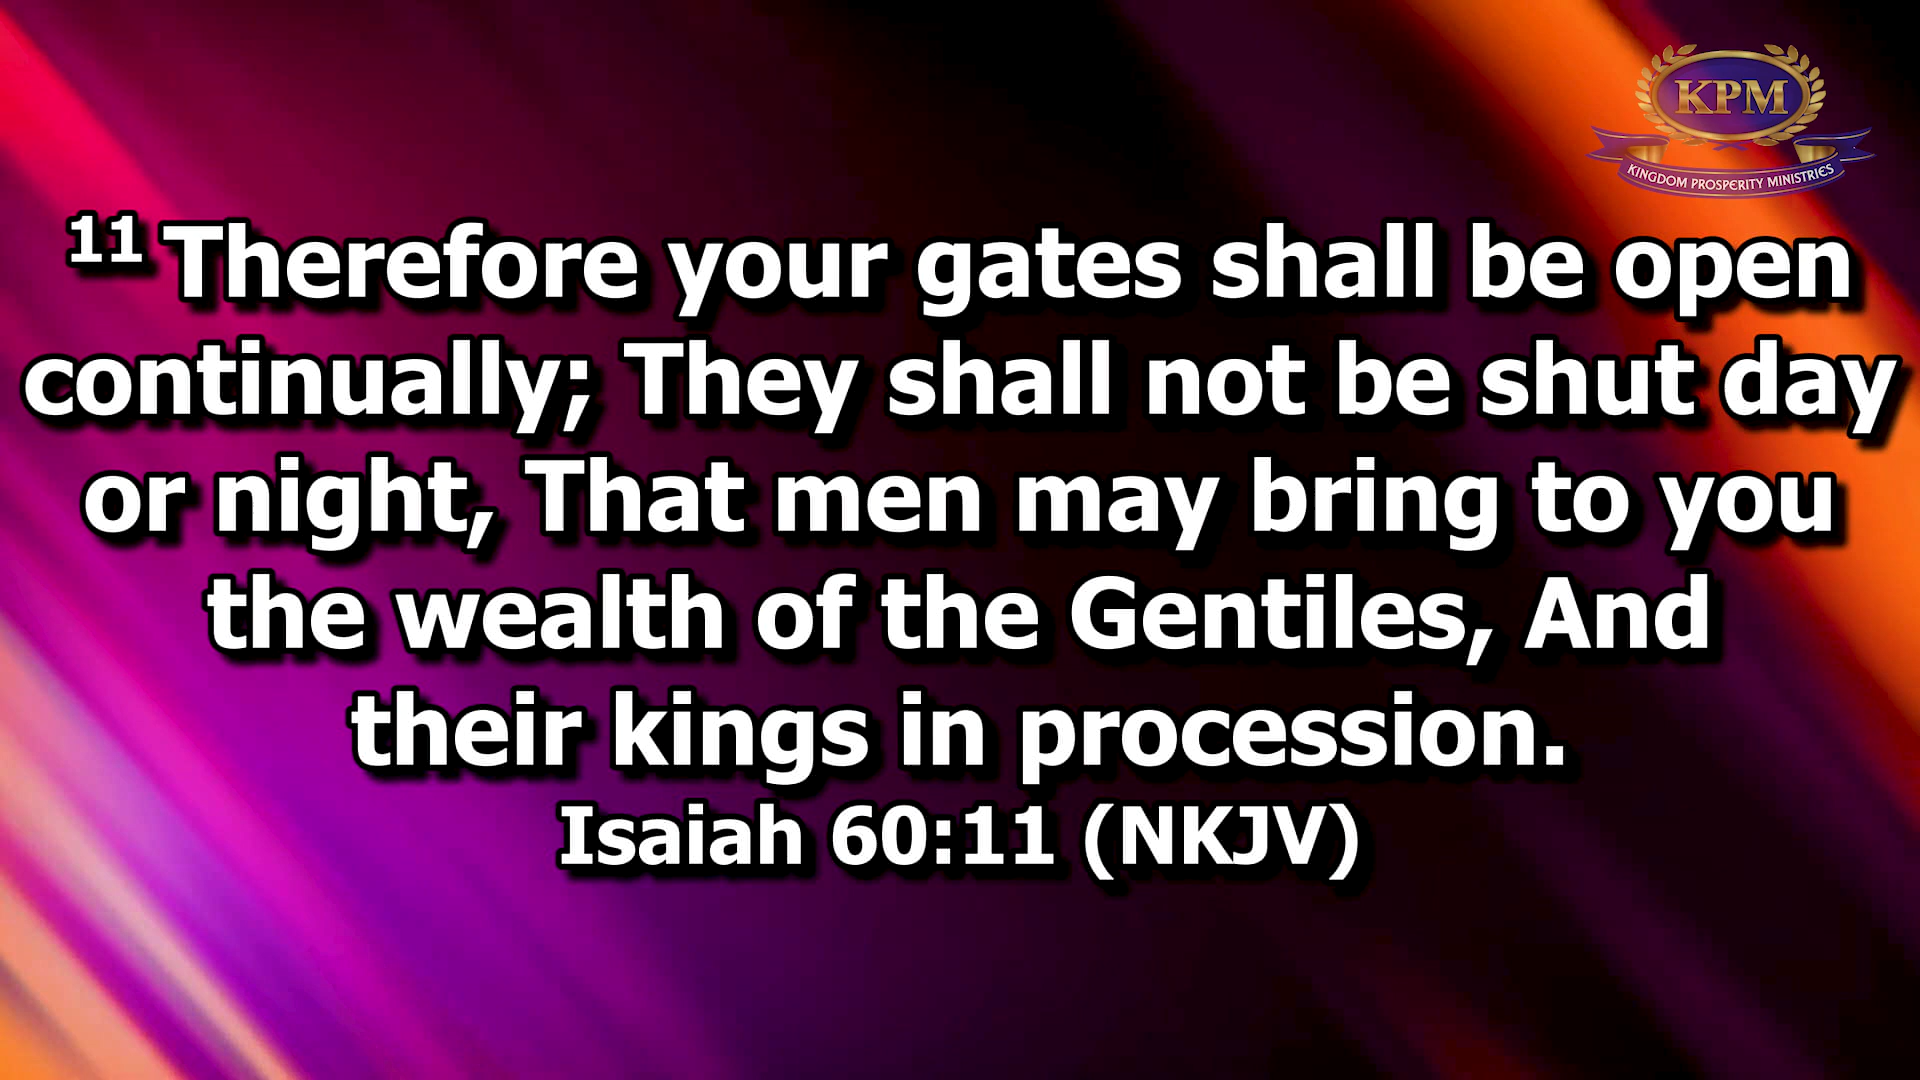 KPM
KINGDOM PROSPERITY MINISTRIES
11 Therefore your gates shall be open
continually; They shall not be shut day
or night, That men may bring to you
the wealth of the Gentiles, And
their kings in procession.
Isaiah 60:11 (NKJV)